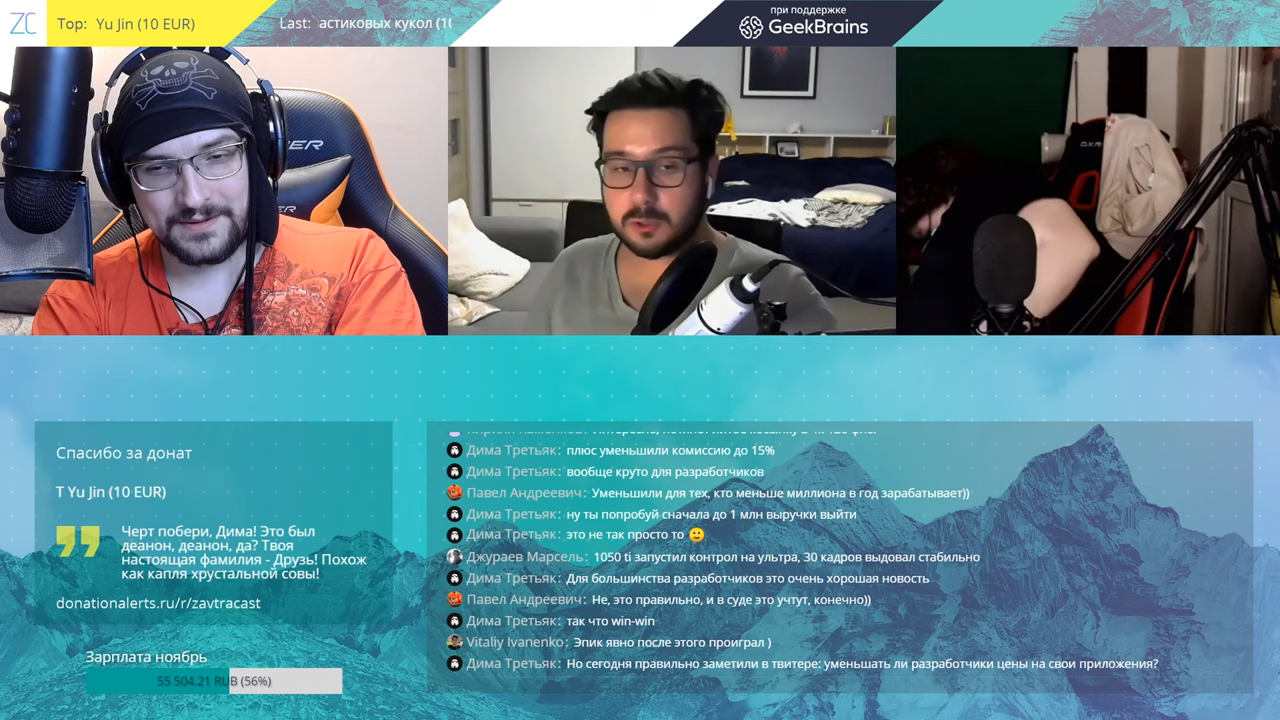 ZC
Top: Yu Jin (10 EUR)
Last: астиковых кукол (10
при поддержке
GeekBrains
Спасибо за донат
T Yu Jin (10 EUR)
Черт побери, Дима! Это был
деанон, деанон, да? Твоя
настоящая фамилия - Друзь! Похож
как капля хрустальной совы!
donationalerts.ru/r/zavtracast
Зарплата ноябрь
55 504.21 RUB (56%)
Дима Третьяк: плюс уменьшили комиссию до 15%
Дима Третьяк: вообще круто для разработчиков
Павел Андреевич: Уменьшили для тех, кто меньше миллиона в год зарабатывает))
Дима Третьяк: ну ты попробуй сначала до 1 млн выручки выйти
Дима Третьяк: это не так просто то 🙂
Джураев Марсель: 1050 ti запустил контрол на ультра, 30 кадров выдовал стабильно
Дима Третьяк: Для большинства разработчиков это очень хорошая новость
Павел Андреевич: Не, это правильно, и в суде это учтут, конечно))
Дима Третьяк: так что win-win
Vitaliy Ivanenko: Эпик явно после этого проиграл )
Дима Третьяк: Но сегодня правильно заметили в твитере: уменьшать ли разработчики цены на свои приложения?